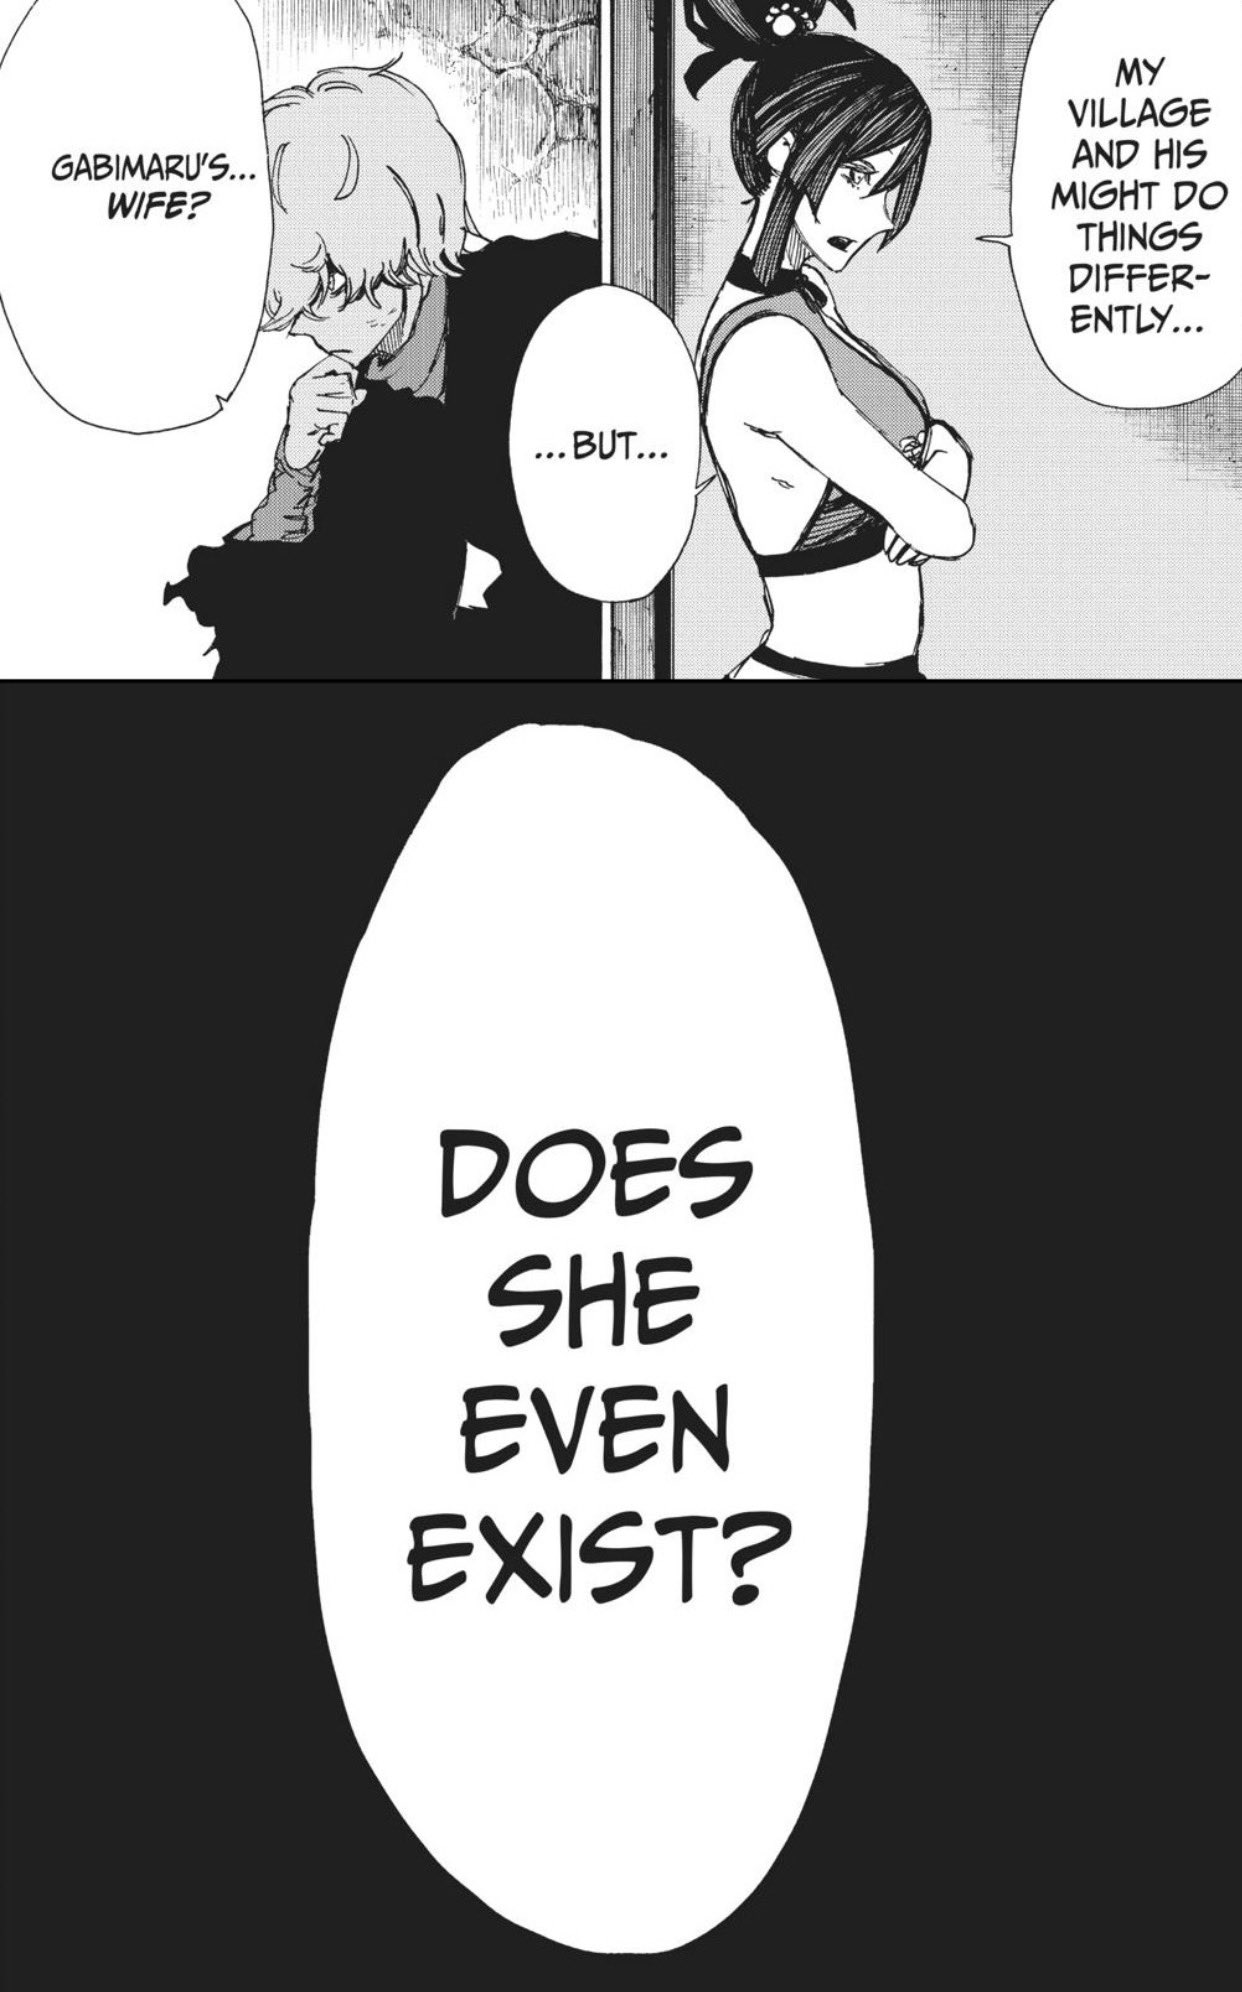 MY
VILLAGE
AND HIS
MIGHT DO
THINGS
DIFFER-
ENTLY...
...BUT...
GABIMARU'S...
WIFE?
DOES
SHE
EVEN
EXIST?